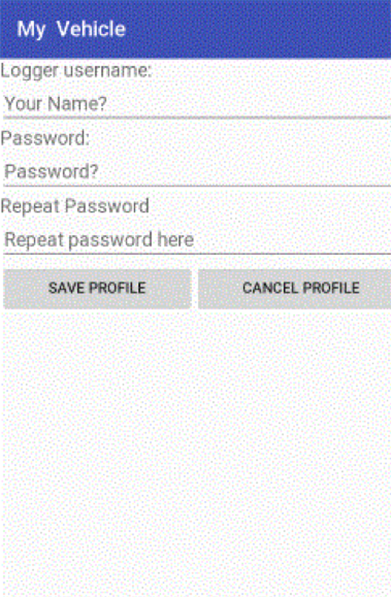 My Vehicle
Logger username:
Your Name?
Password:
Password?
Repeat Password
Repeat password here
SAVE PROFILE CANCEL PROFILE